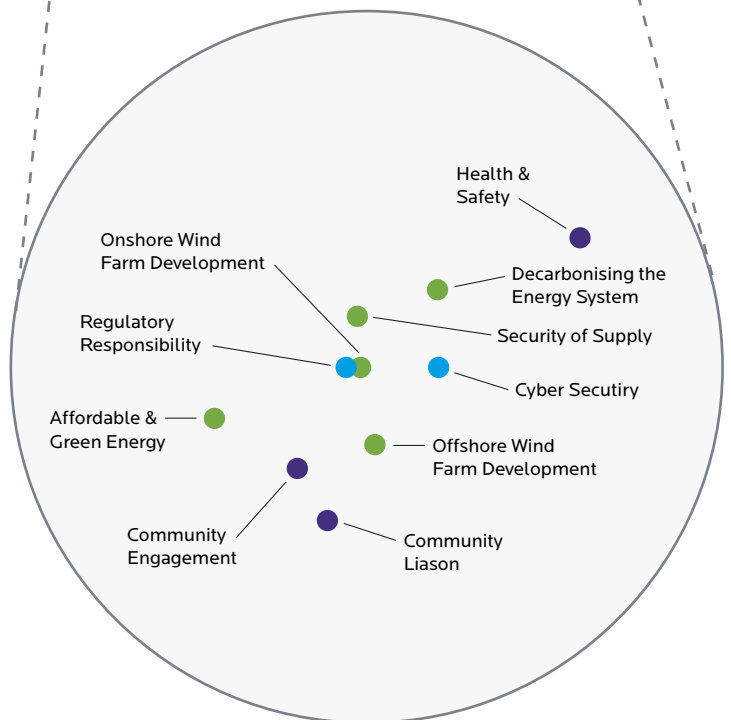 Health &
Safety
Onshore Wind
Farm Development
Decarbonising the
Energy System
Regulatory
Responsibility
Security of Supply
Cyber Secutiry
Affordable &
Green Energy
Offshore Wind
Farm Development
Community
Engagement
Community
Liason